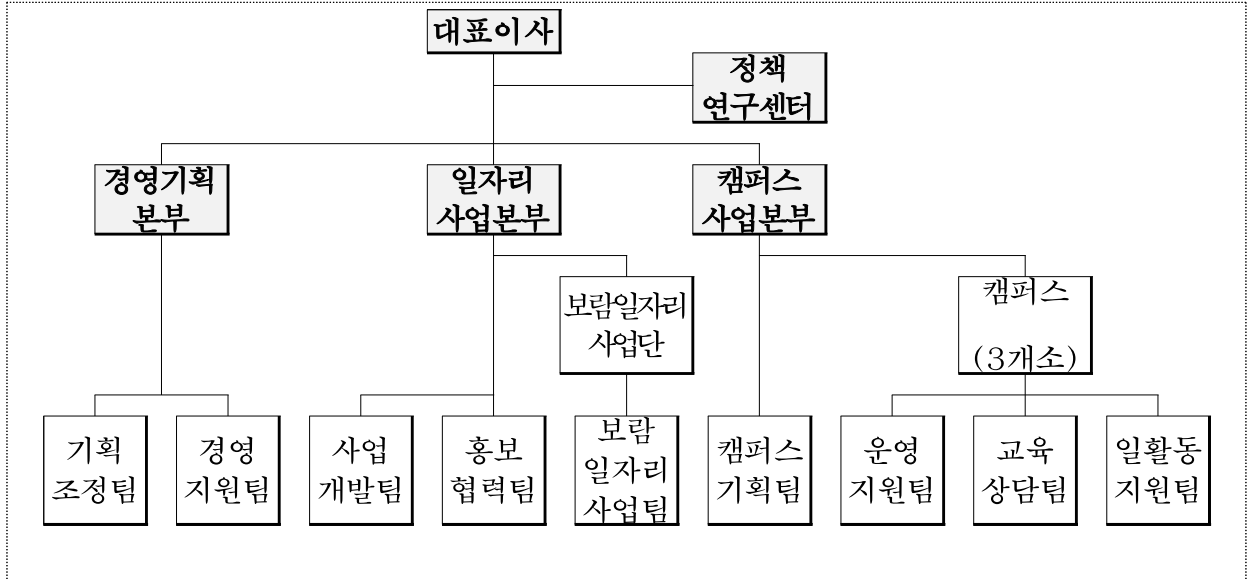 대표이사
정책
연구센터
경영기획
본부
일자리
사업본부
캠퍼스
사업본부
보람일자리
사업단
캠퍼스
(3개소)
기획
조정팀
경영
지원팀
사업
개발팀
홍보
협력팀
보람
일자리
사업팀
캠퍼스
기획팀
운영
지원팀
교육
상담팀
일활동
지원팀